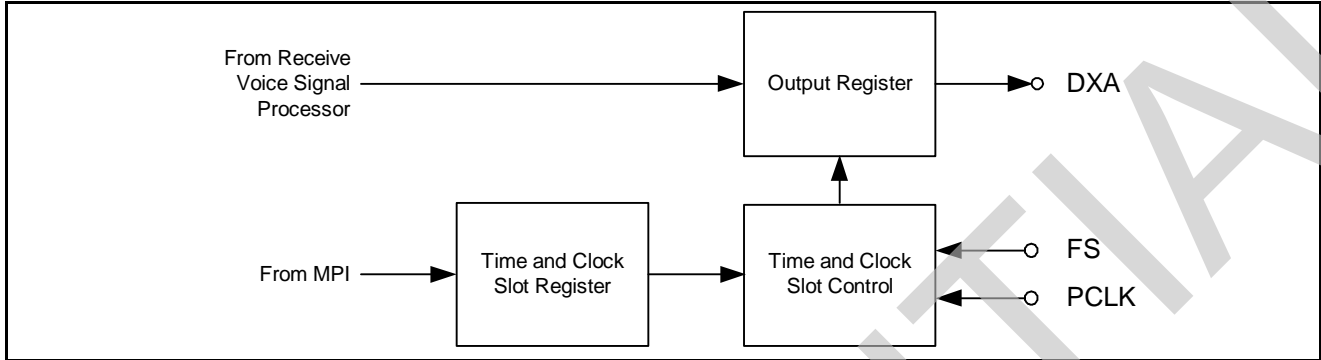 From Receive
Voice Signal
Processor
Output Register
DXA
From MPI
Time and Clock
Slot Register
Time and Clock
Slot Control
FS
PCLK
TIA